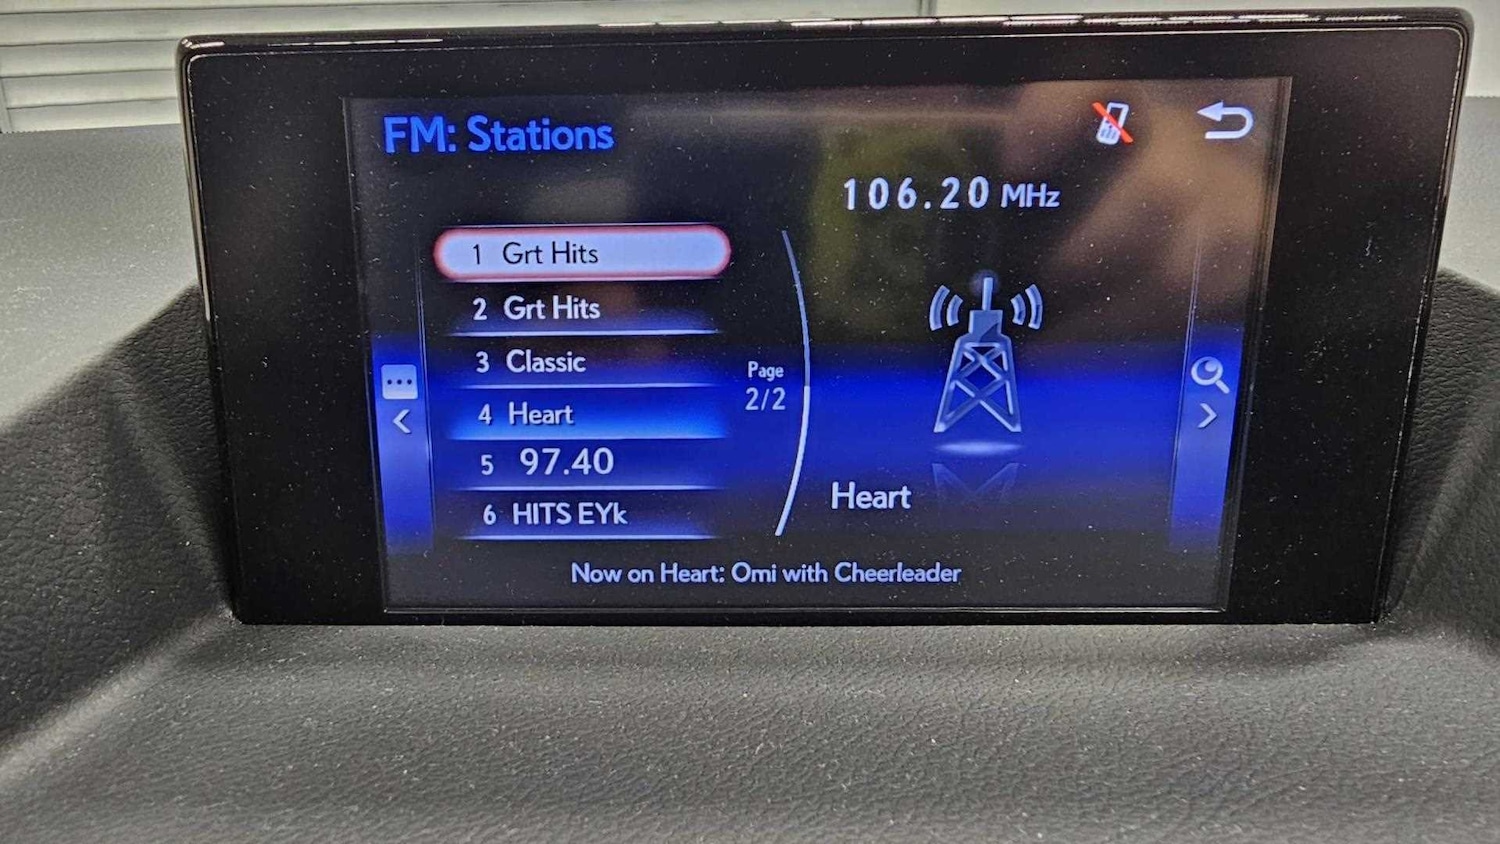 FM: Stations
106.20 MHz
1 Grt Hits
2 Grt Hits
3 Classic
4 Heart
5 97.40
6 HITS EYk
Page
2/2
Heart
Now on Heart: Omi with Cheerleader